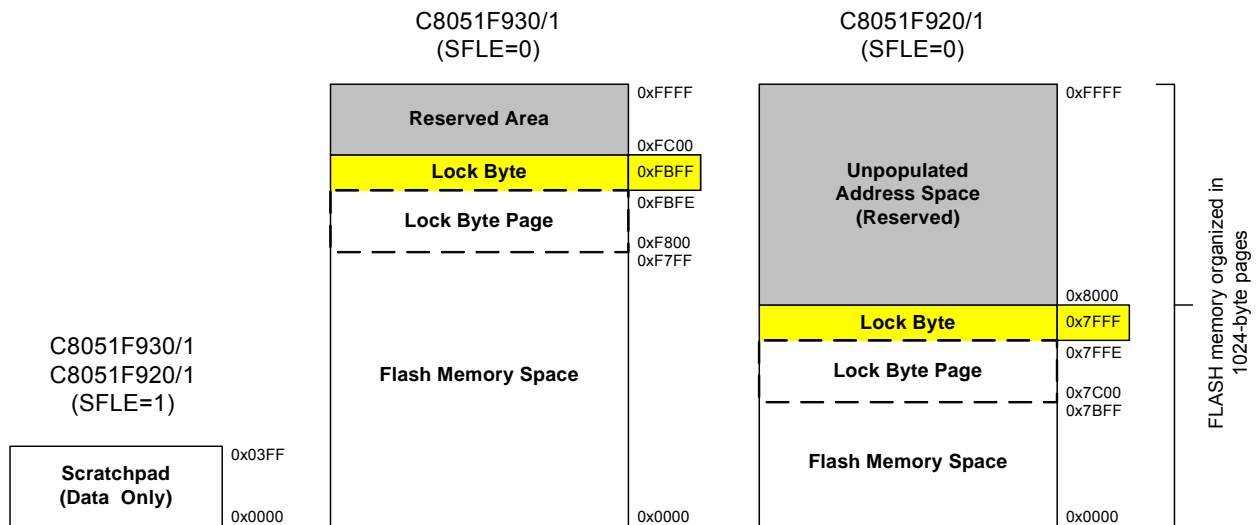 C8051F930/1
(SFLE=0)
C8051F920/1
(SFLE=0)
0xFFFF
Reserved Area
0xFC00
Lock Byte
0xFBFF
0xFBFE
Lock Byte Page
0xF800
0xF7FF
Flash Memory Space
0x0000
0xFFFF
Unpopulated
Address Space
(Reserved)
0x8000
Lock Byte
0x7FFF
0x7FFE
Lock Byte Page
0x7C00
0x7BFF
Flash Memory Space
0x0000
FLASH memory organized in
1024-byte pages
C8051F930/1
C8051F920/1
(SFLE=1)
0x03FF
Scratchpad
(Data Only)
0x0000